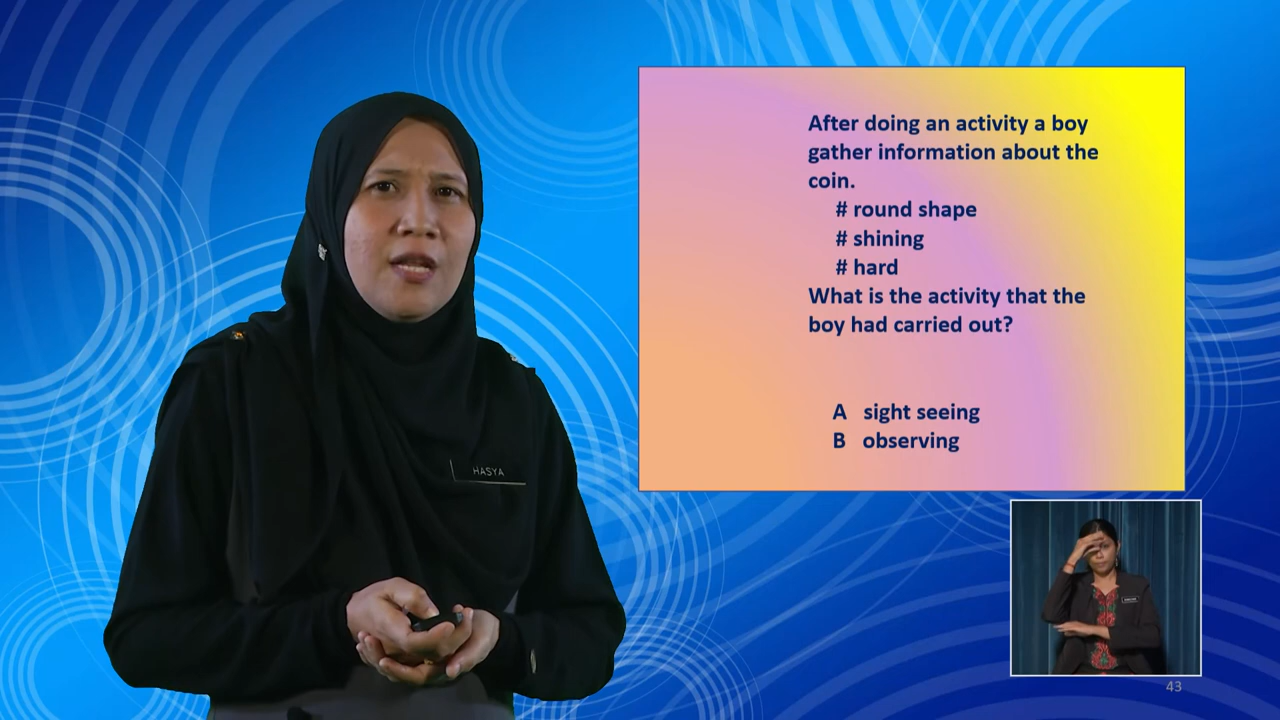 After doing an activity a boy
gather information about the
coin.
# round shape
# shining
# hard
What is the activity that the
boy had carried out?
A sight seeing
B observing
HASYA
43